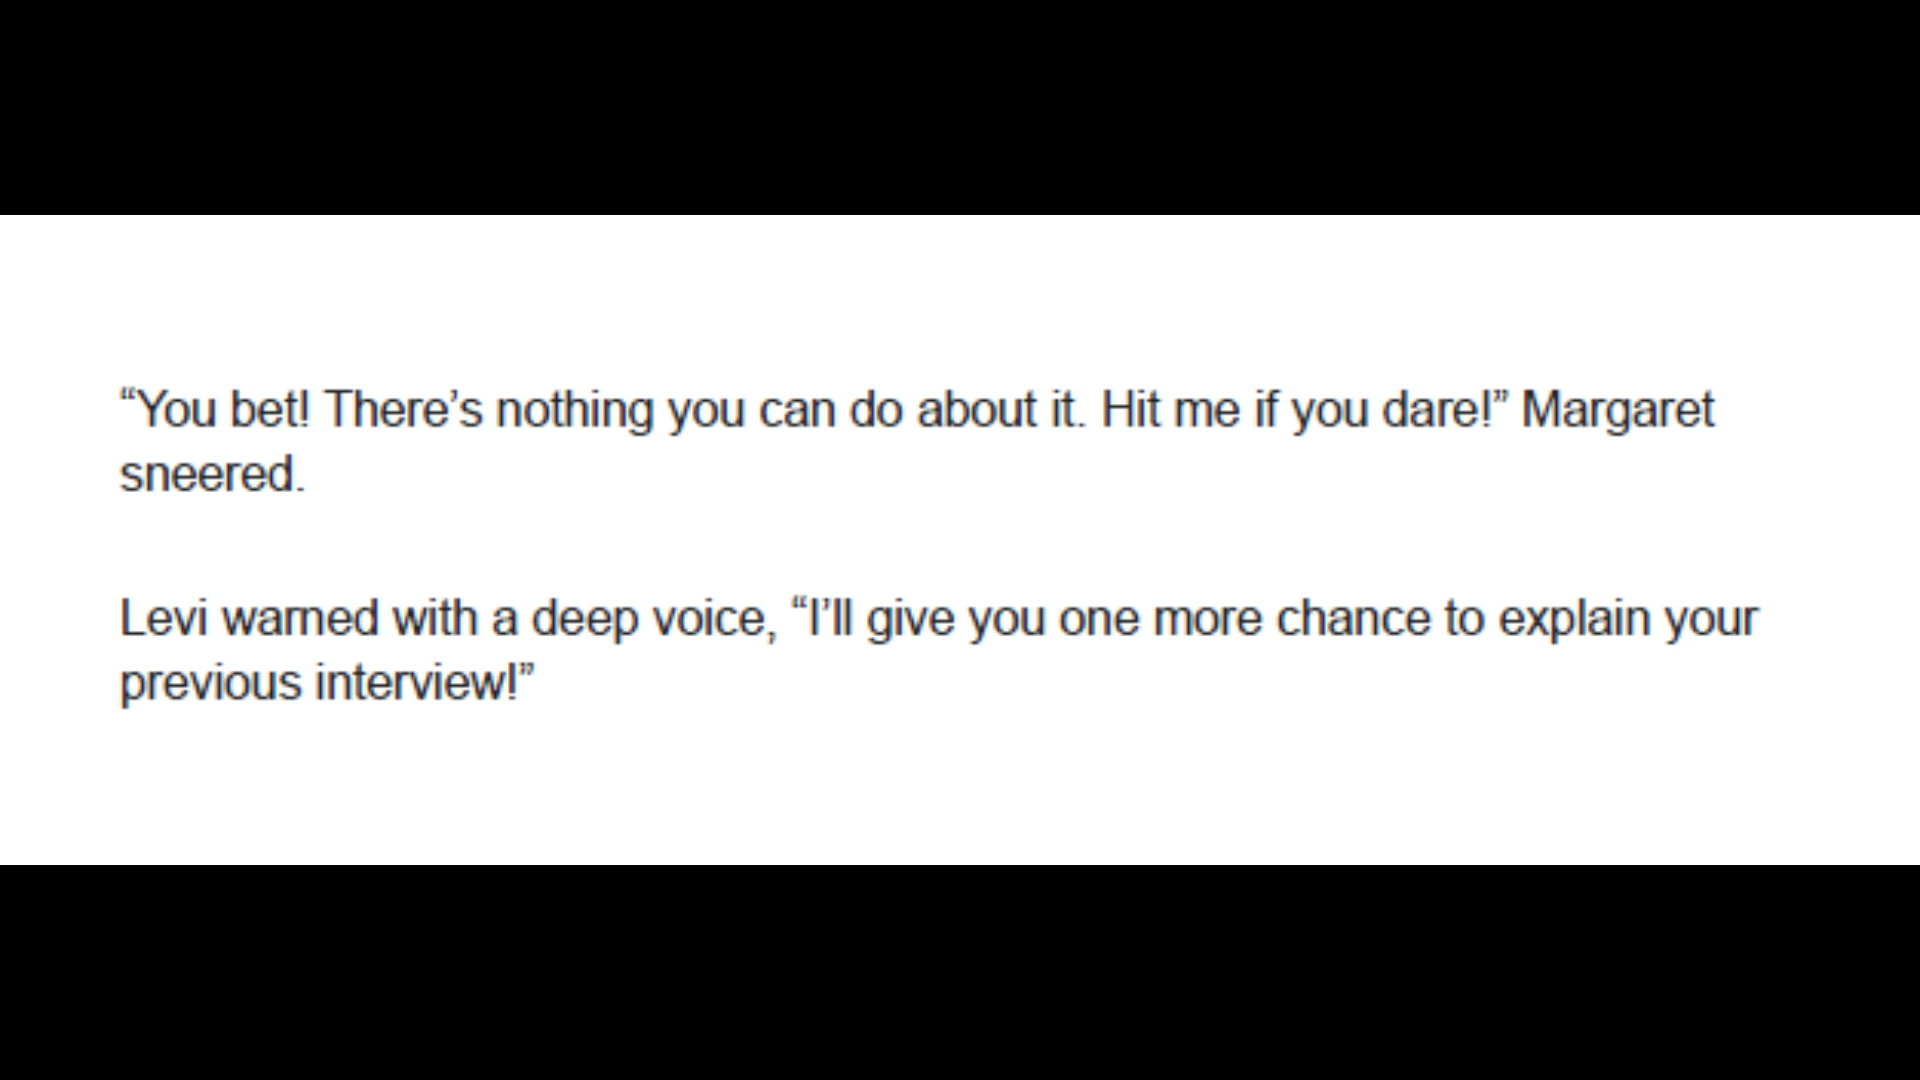 “You bet! There’s nothing you can do about it. Hit me if you dare!” Margaret
sneered.
Levi warned with a deep voice, “I’ll give you one more chance to explain your
previous interview!”